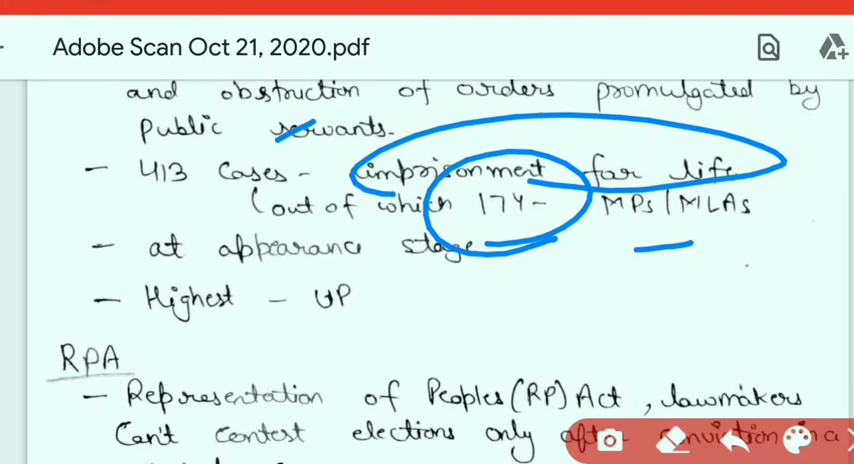 Adobe Scan Oct 21, 2020.pdf
and obstruction of orders promulgated by
public servants.
- 413 Cases - imprisonment for life
(out of which 174 - MPs/MLAs
- at appearance stage
- Highest - UP
RPA
- Representation of Peoples (RP) Act, lawmakers
Can't contest elections only after conviction in a